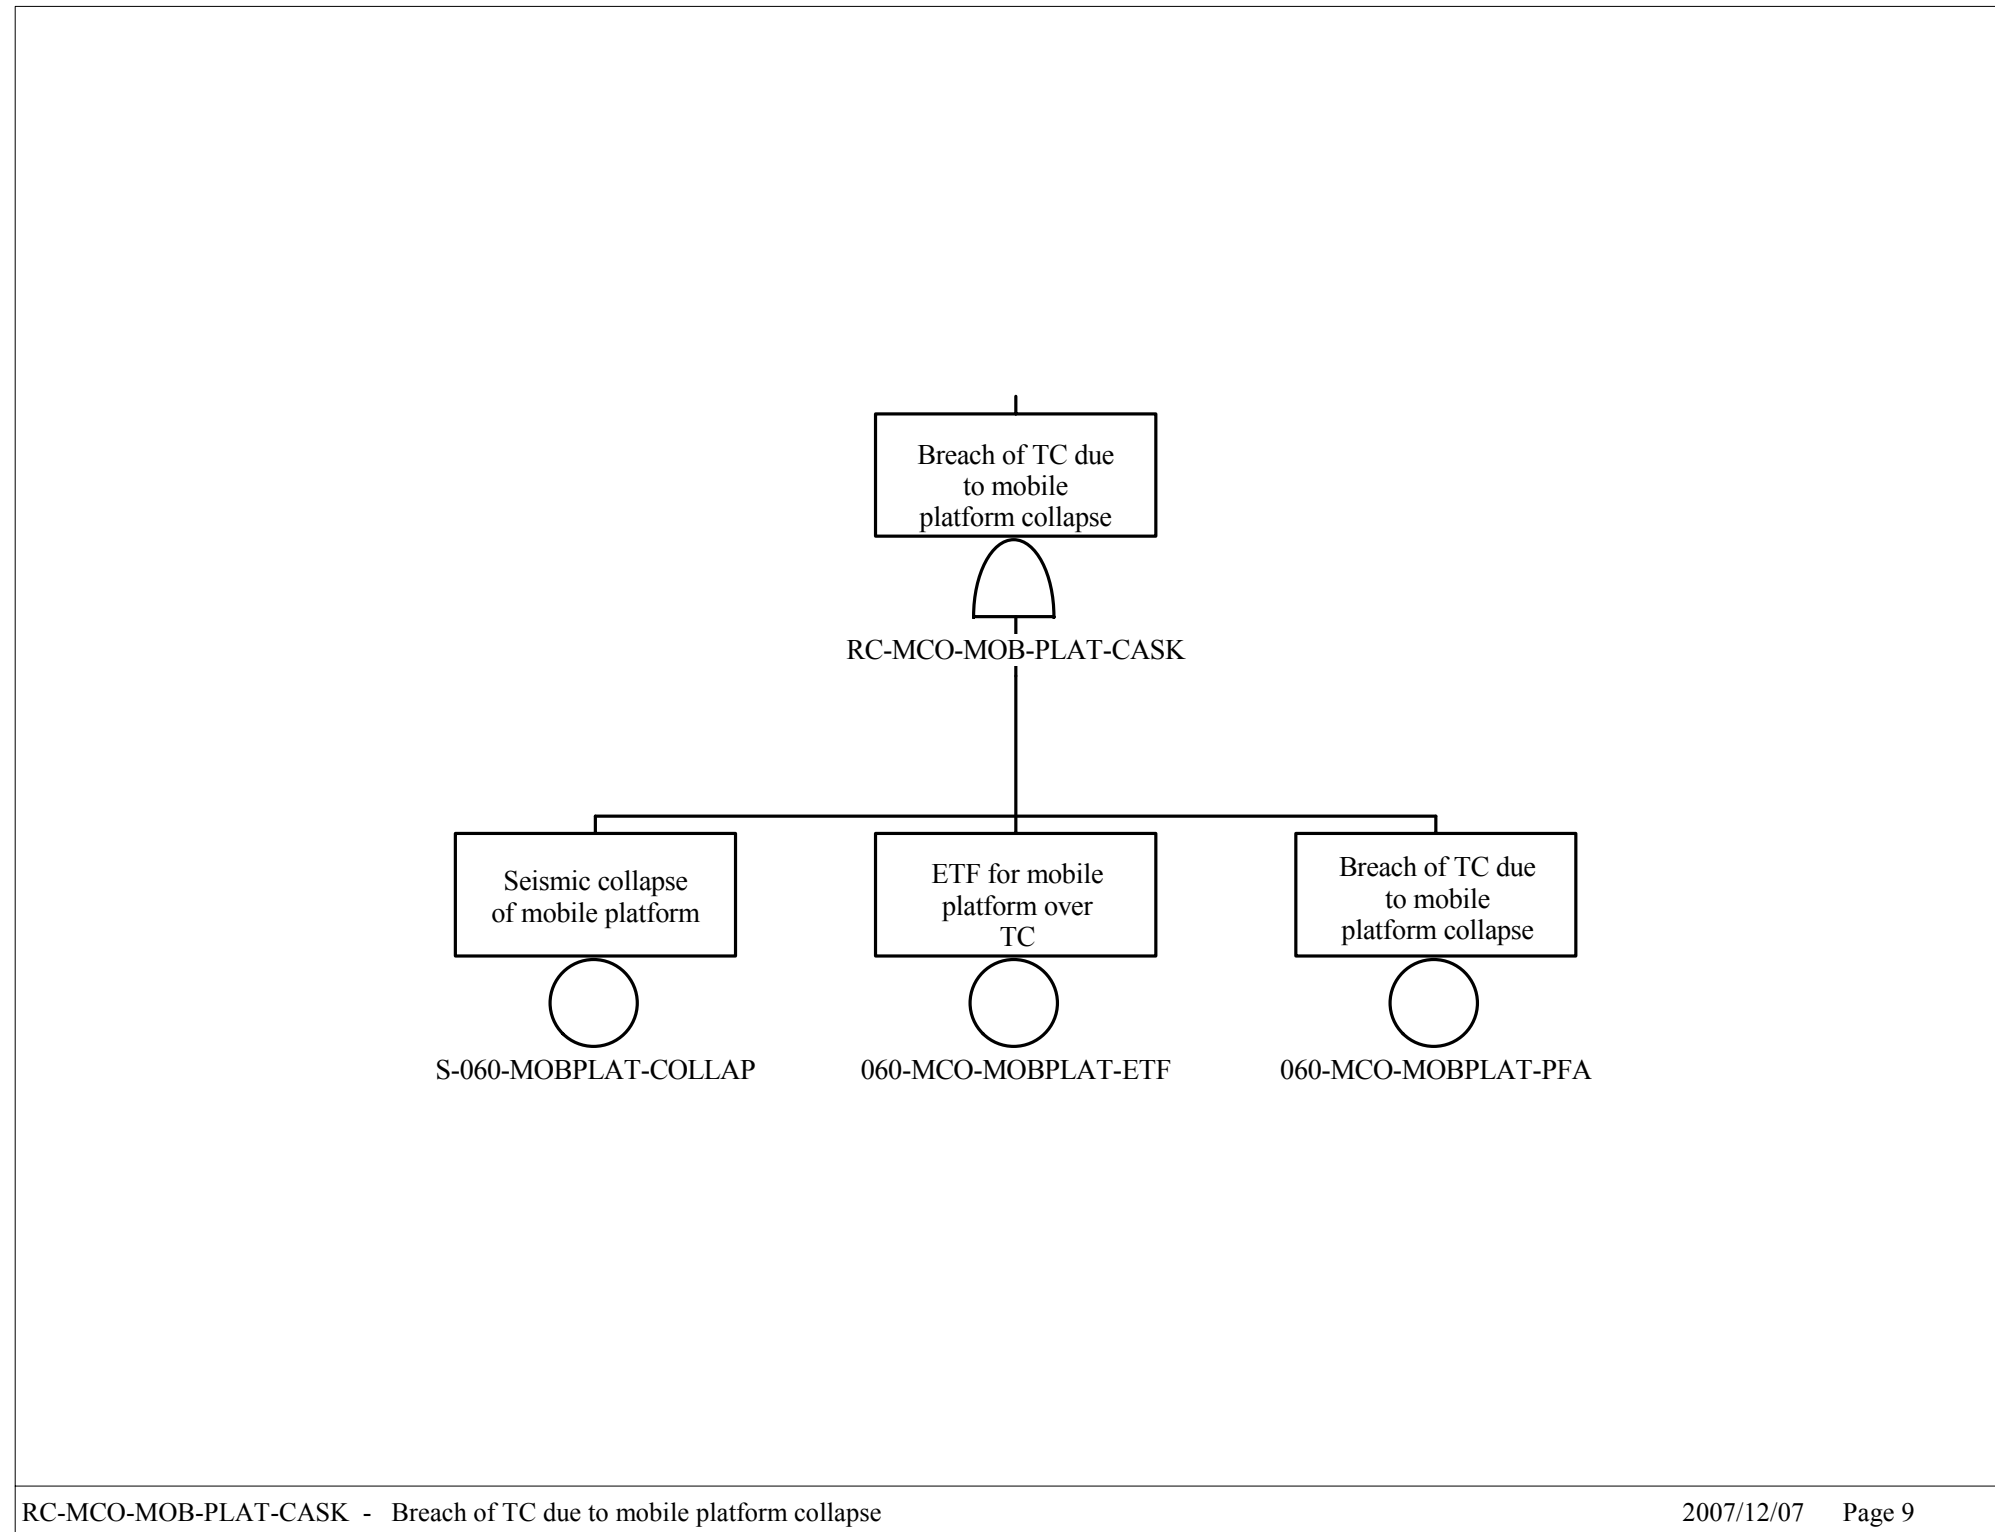 Breach of TC due
to mobile
platform collapse
RC-MCO-MOB-PLAT-CASK
Seismic collapse
of mobile platform
S-060-MOBPLAT-COLLAP
ETF for mobile
platform over
TC
060-MCO-MOBPLAT-ETF
Breach of TC due
to mobile
platform collapse
060-MCO-MOBPLAT-PFA
RC-MCO-MOB-PLAT-CASK - Breach of TC due to mobile platform collapse
2007/12/07 Page 9